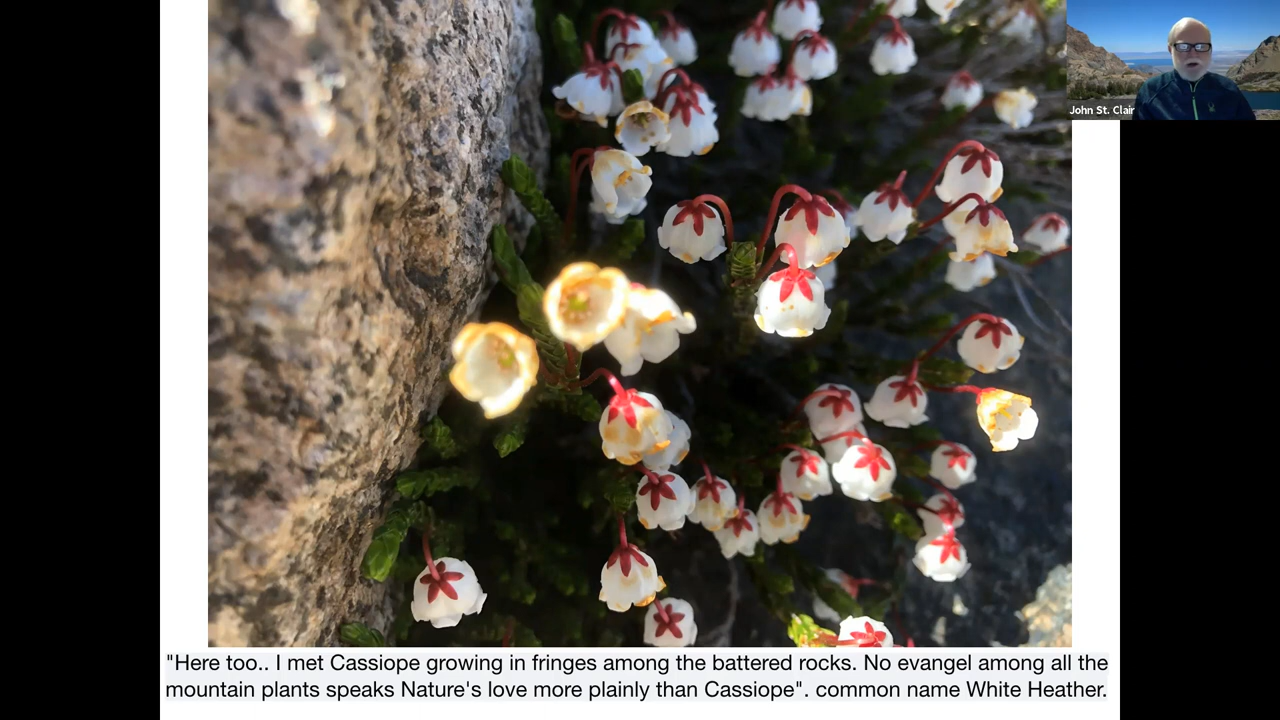 John St. Clair
"Here too.. I met Cassiope growing in fringes among the battered rocks. No evangel among all the
mountain plants speaks Nature's love more plainly than Cassiope". common name White Heather.